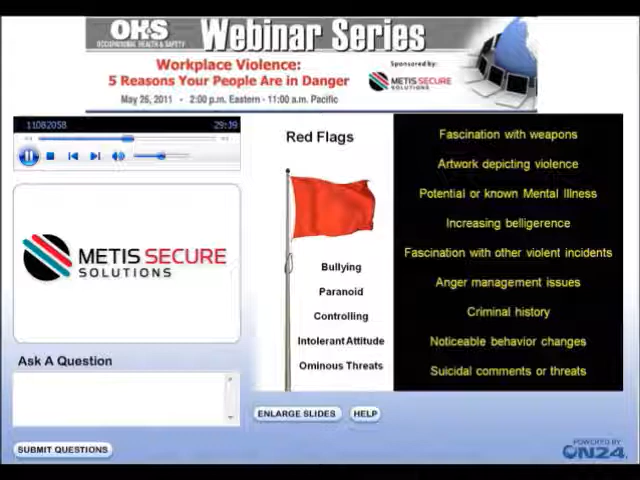 OH&S
OCCUPATIONAL HEALTH & SAFETY
Webinar Series
Workplace Violence:
5 Reasons Your People Are in Danger
May 26, 2011 - 2:00 p.m. Eastern - 11:00 a.m. Pacific
Sponsored by:
METIS SECURE
SOLUTIONS
11082058
29:39
METIS SECURE
SOLUTIONS
Ask A Question
SUBMIT QUESTIONS
Red Flags
Bullying
Paranoid
Controlling
Intolerant Attitude
Ominous Threats
Fascination with weapons
Artwork depicting violence
Potential or known Mental Illness
Increasing belligerence
Fascination with other violent incidents
Anger management issues
Criminal history
Noticeable behavior changes
Suicidal comments or threats
ENLARGE SLIDES
HELP
POWERED BY
ON24